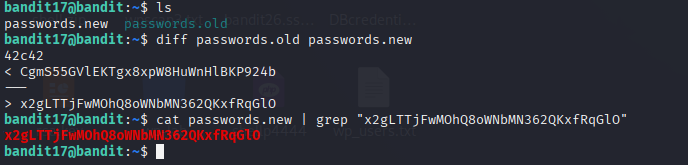 bandit17@bandit:~$ ls
passwords.new  passwords.old
bandit17@bandit:~$ diff passwords.old passwords.new
42c42
< CgmS55GVlEKTgx8xpW8HuWnHlBKP924b
---
> x2gLTTjFwMOhQ8oWNbMN362QKxfRqGlO
bandit17@bandit:~$ cat passwords.new | grep "x2gLTTjFwMOhQ8oWNbMN362QKxfRqGlO"
x2gLTTjFwMOhQ8oWNbMN362QKxfRqGlO
bandit17@bandit:~$